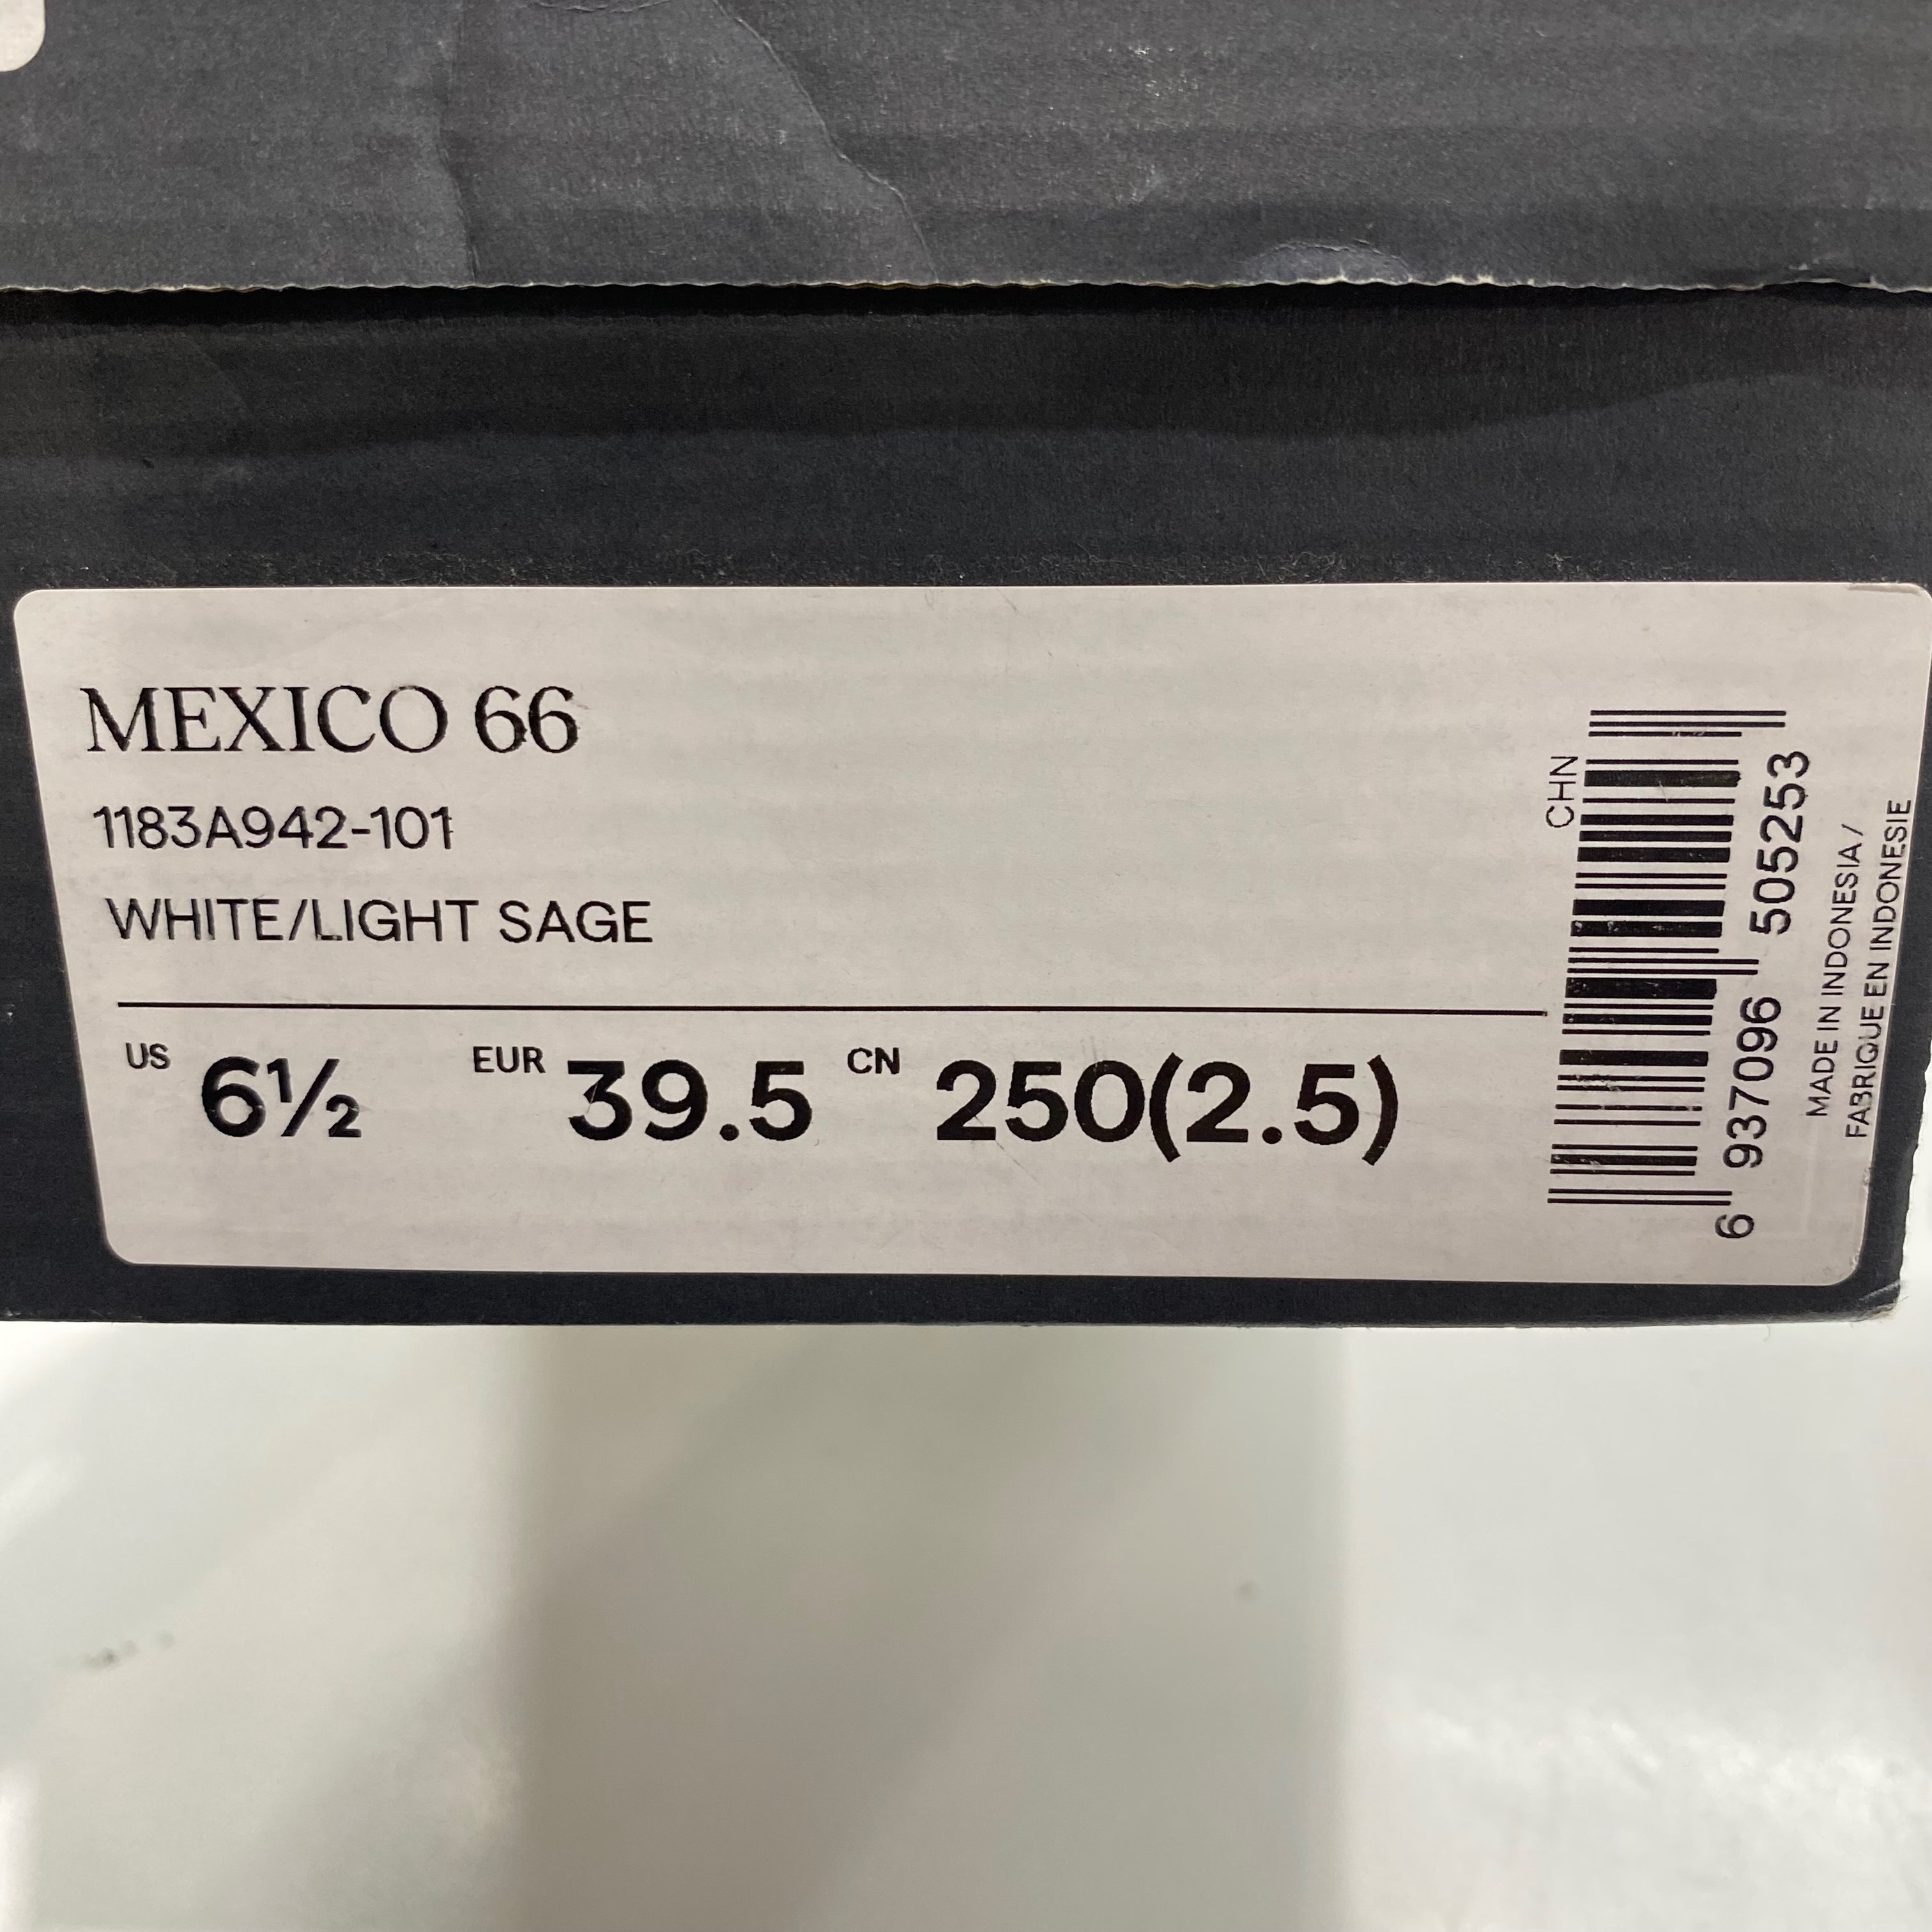 MEXICO 66
1183A942-101
WHITE/LIGHT SAGE
US 6½ EUR 39.5 CN 250(2.5)
CHN
6 937096 505253
MADE IN INDONESIA /
FABRIQUE EN INDONESIE